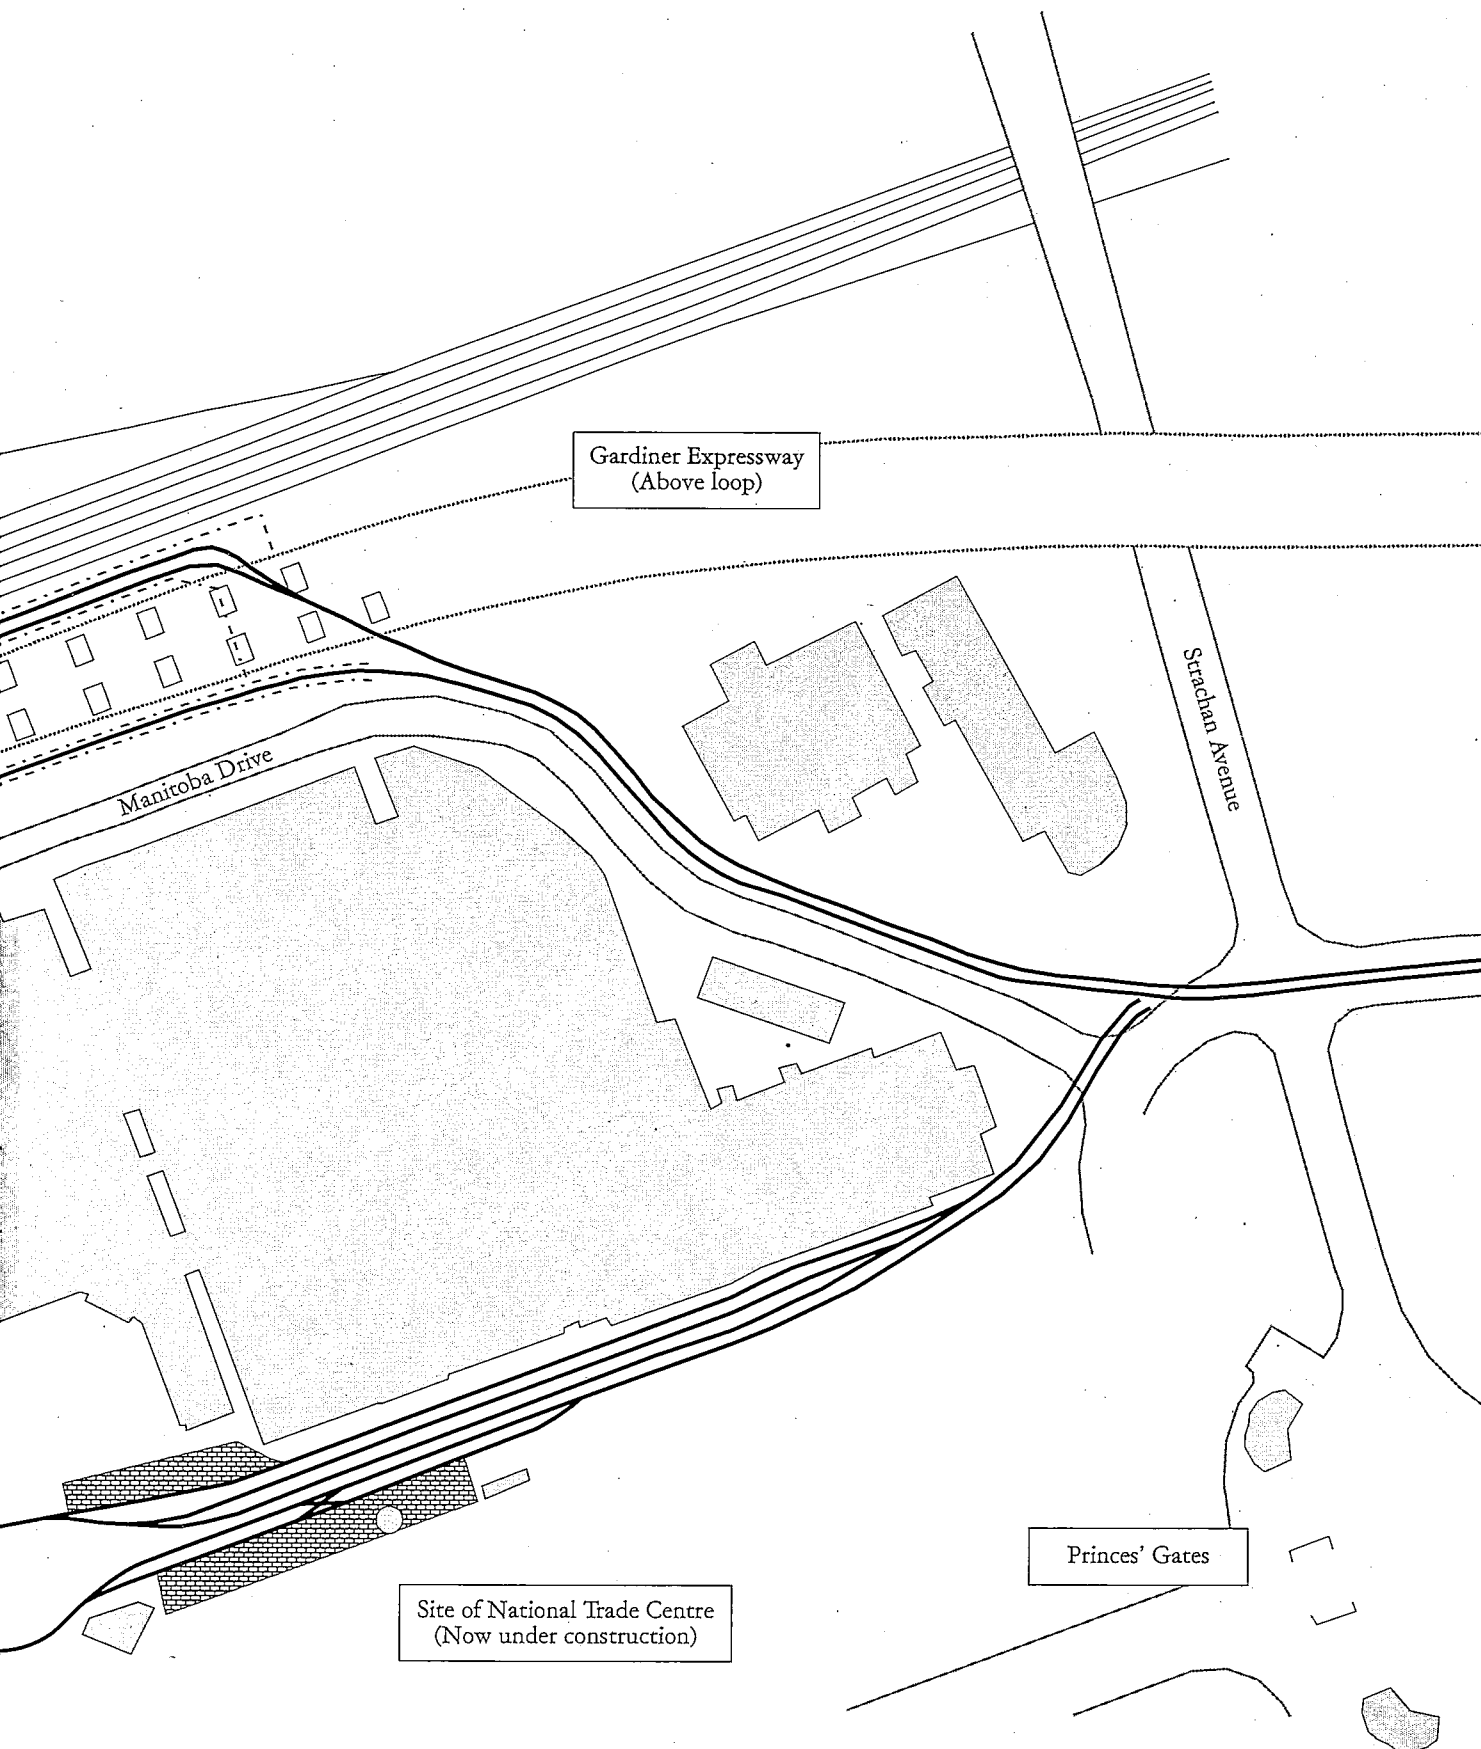 Gardiner Expressway
(Above loop)
Strachan Avenue
Manitoba Drive
Princes' Gates
Site of National Trade Centre
(Now under construction)